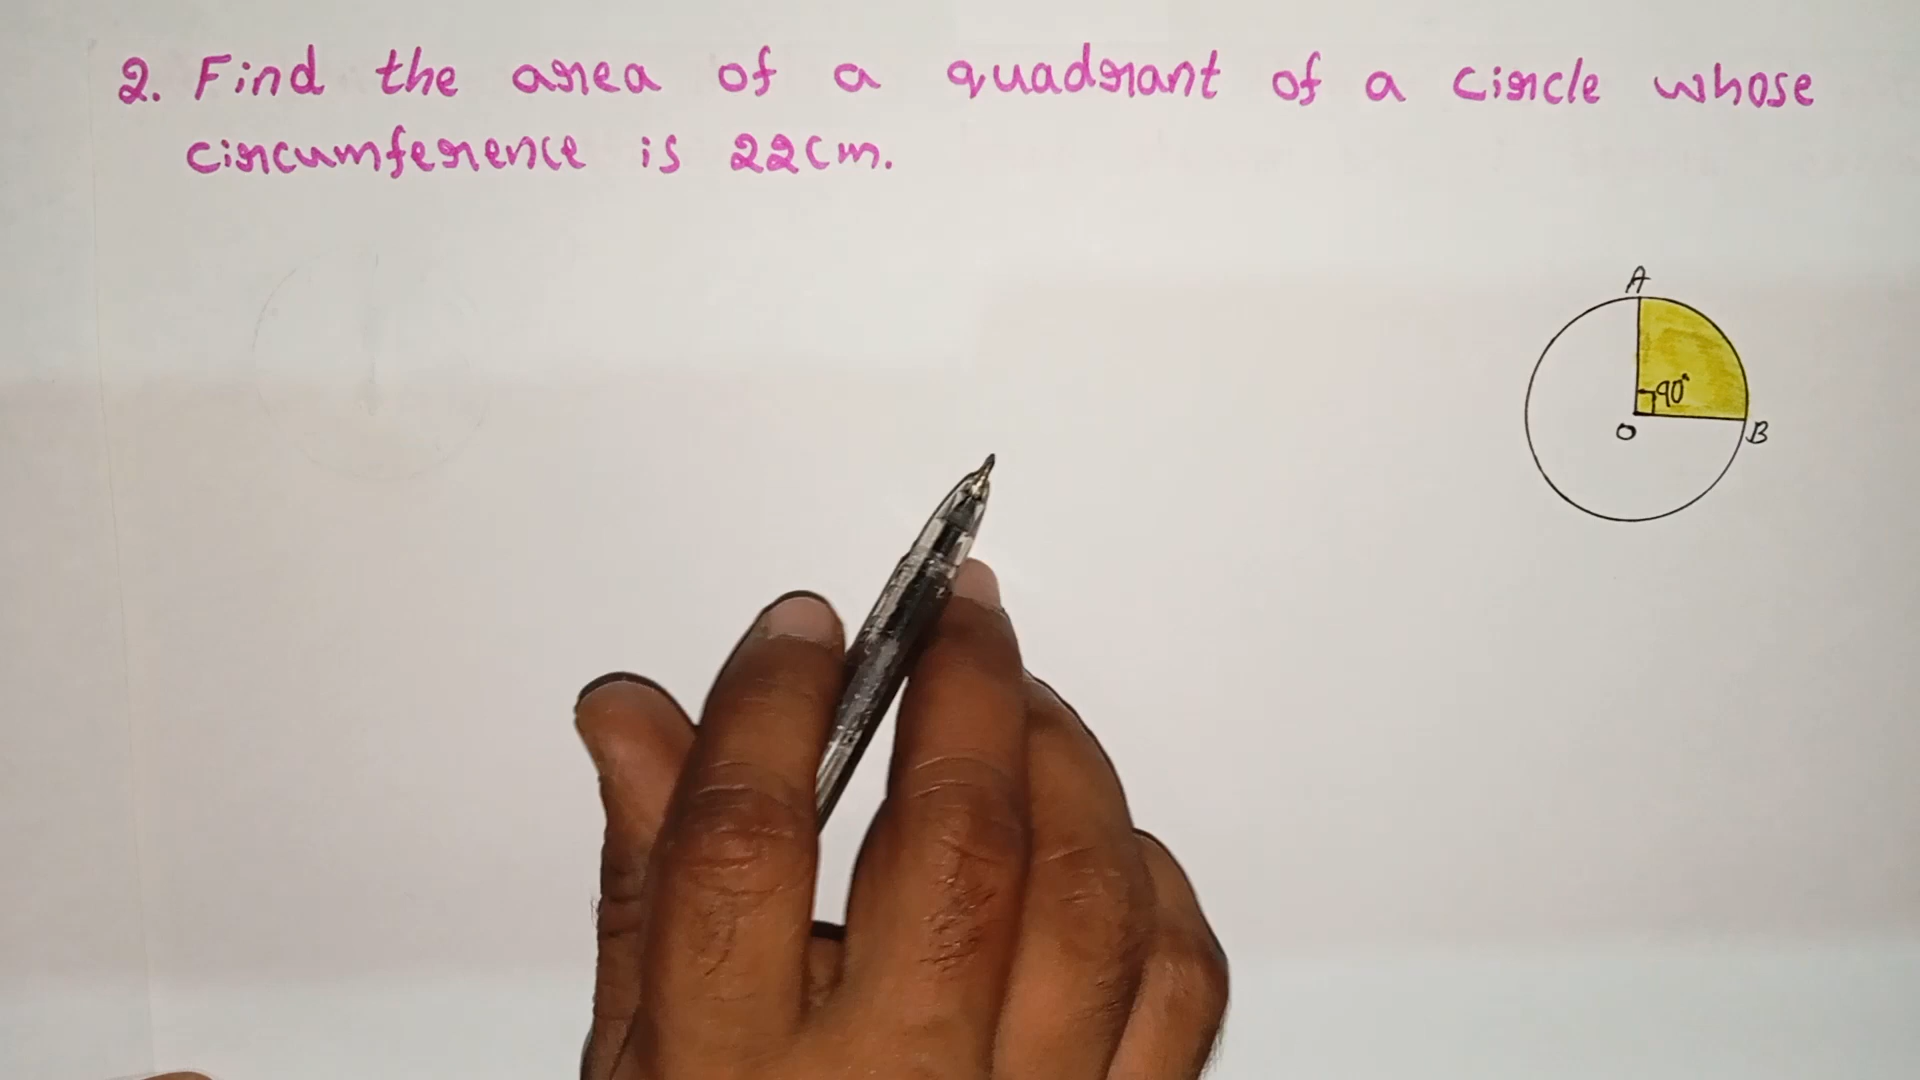 2. Find the area of a quadrant of a circle whose
circumference is 22cm.
A
90°
O
B